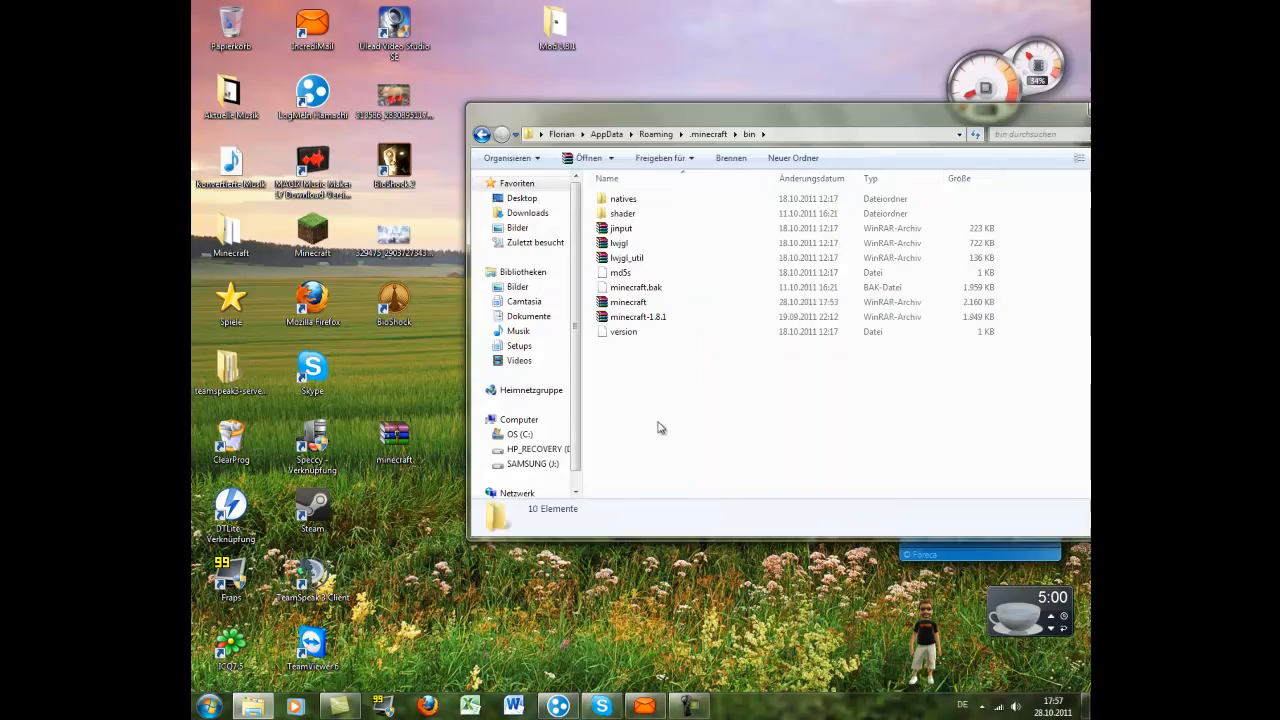 Papierkorb
IncrediMail
Ulead Video Studio
SE
Aktuelle Musik
LogMeIn Hamachi
Konvertierte Musik
MAGIX Music Maker
BioShock 2
Minecraft
Minecraft
Spiele
Mozilla Firefox
BioShock
teamspeak3-serve...
Skype
ClearProg
Speccy -
Verknüpfung
minecraft
DTLite -
Verknüpfung
Steam
99
Fraps
TeamSpeak 3 Client
ICQ7.5
TeamViewer 6
34%
Florian
AppData
Roaming
.minecraft
bin
bin durchsuchen
Organisieren
Öffnen
Freigeben für
Brennen
Neuer Ordner
Favoriten
Desktop
Downloads
Bilder
Zuletzt besucht
Bibliotheken
Bilder
Camtasia
Dokumente
Musik
Setups
Videos
Heimnetzgruppe
Computer
OS (C:)
HP_RECOVERY (D
SAMSUNG (J:)
Netzwerk
Name Änderungsdatum Typ Größe
natives 18.10.2011 12:17 Dateiordner
shader 11.10.2011 16:21 Dateiordner
jinput 18.10.2011 12:17 WinRAR-Archiv 223 KB
lwjgl 18.10.2011 12:17 WinRAR-Archiv 722 KB
lwjgl_util 18.10.2011 12:17 WinRAR-Archiv 136 KB
md5s 18.10.2011 12:17 Datei 1 KB
minecraft.bak 11.10.2011 16:21 BAK-Datei 1.959 KB
minecraft 28.10.2011 17:53 WinRAR-Archiv 2.160 KB
minecraft-1.8.1 19.09.2011 22:12 WinRAR-Archiv 1.949 KB
version 18.10.2011 12:17 Datei 1 KB
10 Elemente
© Foreca
5:00
99
DE
17:57
28.10.2011